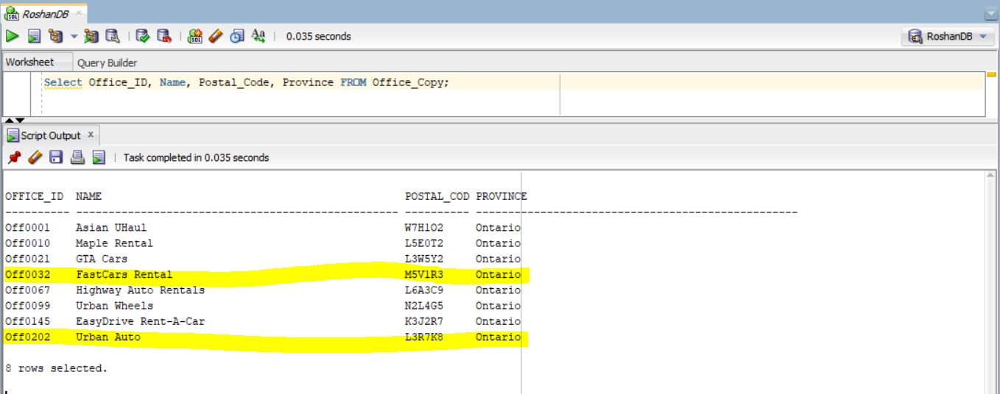 RoshanDB
0.035 seconds
RoshanDB
Worksheet Query Builder
Select Office_ID, Name, Postal_Code, Province FROM Office_Copy;
Script Output x
Task completed in 0.035 seconds
OFFICE_ID NAME POSTAL_COD PROVINCE
---------- -------------------------------------------------- ---------- --------------------------------------------------
Off0001 Asian UHaul W7H1O2 Ontario
Off0010 Maple Rental L5E0T2 Ontario
Off0021 GTA Cars L3W5Y2 Ontario
Off0032 FastCars Rental M5V1R3 Ontario
Off0067 Highway Auto Rentals L6A3C9 Ontario
Off0099 Urban Wheels N2L4G5 Ontario
Off0145 EasyDrive Rent-A-Car K3J2R7 Ontario
Off0202 Urban Auto L3R7K8 Ontario
8 rows selected.